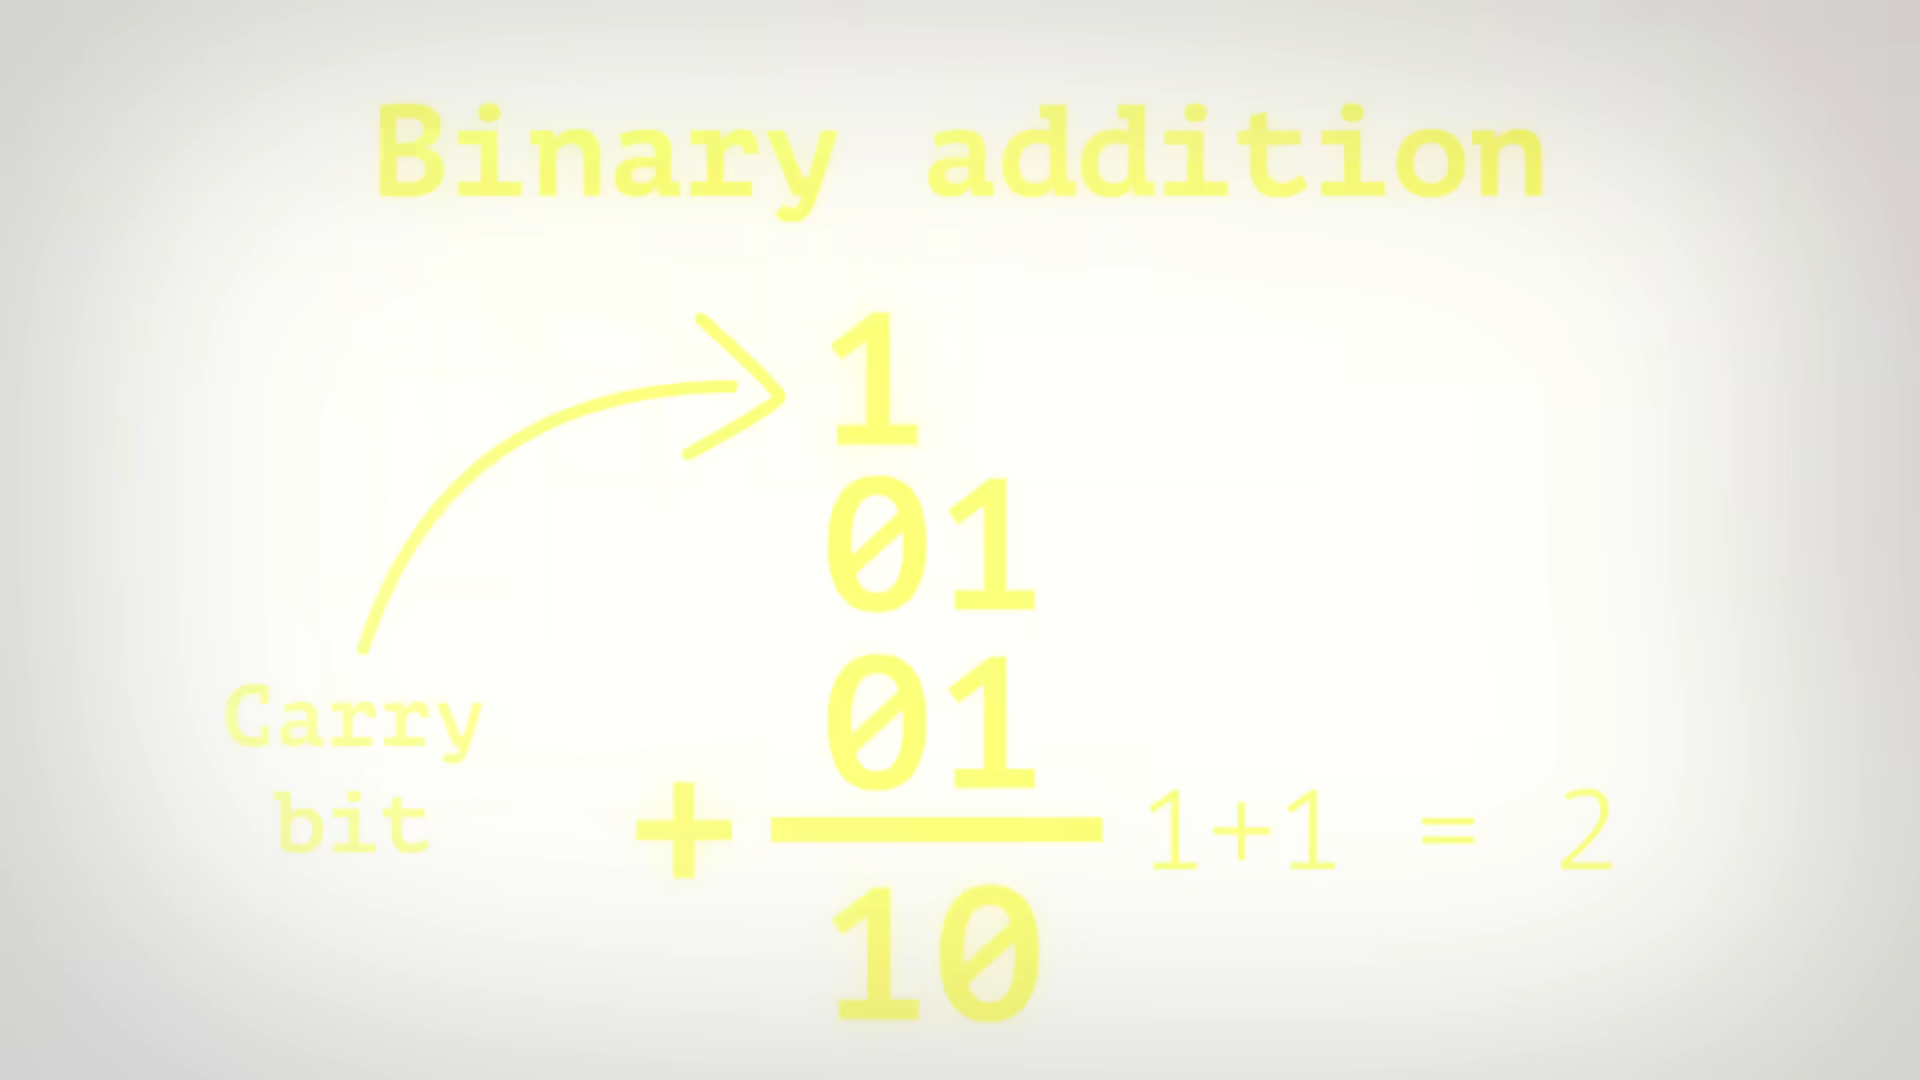 Binary addition
1
01
01
Carry
bit
+
1+1 = 2
10